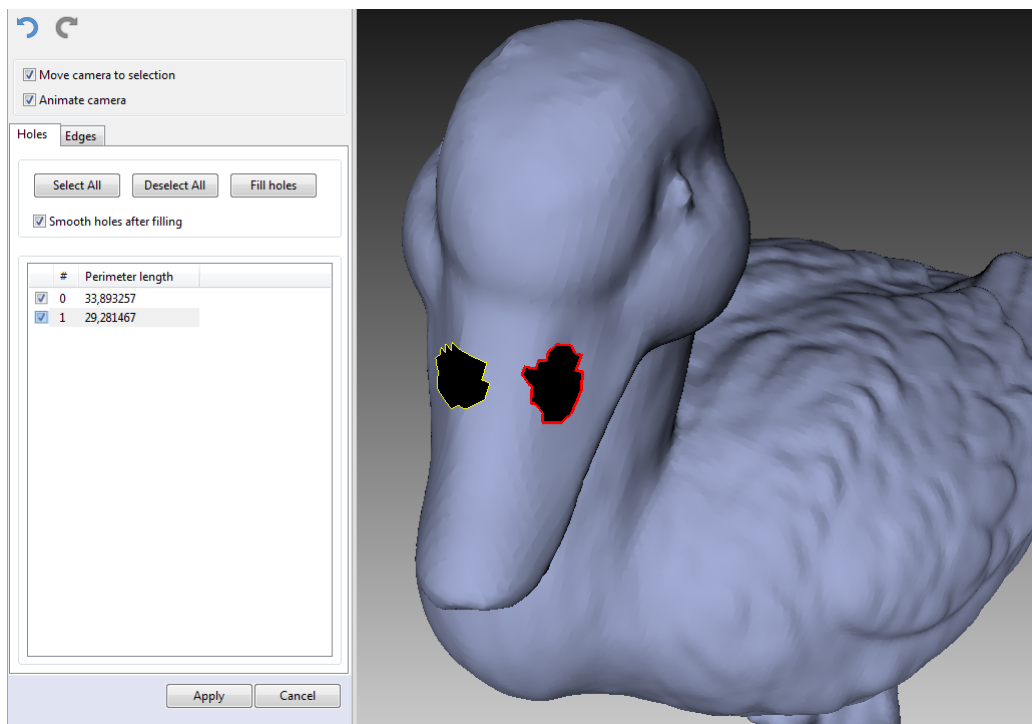 Move camera to selection
Animate camera
Holes Edges
Select All Deselect All Fill holes
Smooth holes after filling
# Perimeter length
0 33,893257
1 29,281467
Apply Cancel